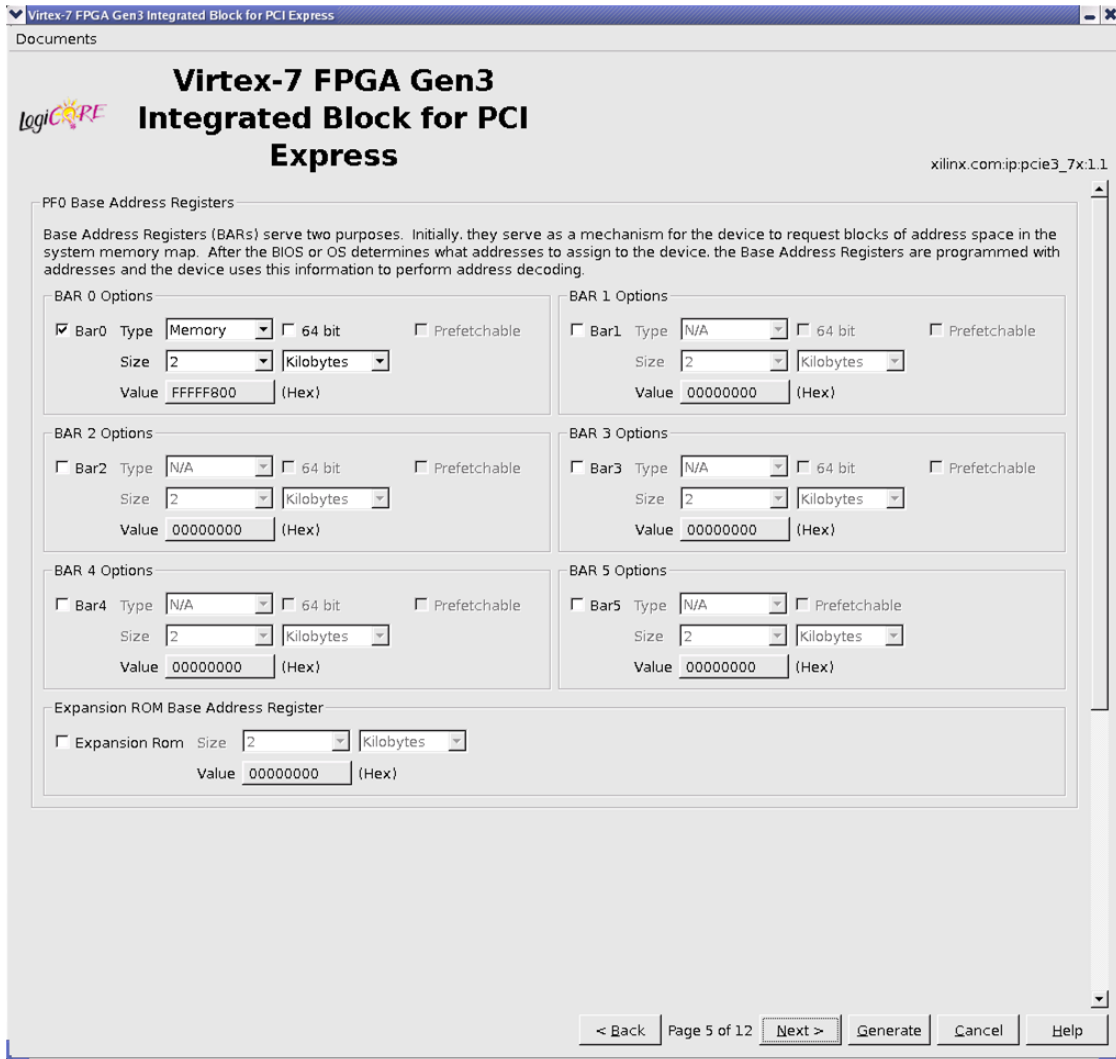 Virtex-7 FPGA Gen3 Integrated Block for PCI Express
Documents
LogiCORE
Virtex-7 FPGA Gen3
Integrated Block for PCI
Express
xilinx.com:ip:pcie3_7x:1.1
PF0 Base Address Registers
Base Address Registers (BARs) serve two purposes. Initially, they serve as a mechanism for the device to request blocks of address space in the
system memory map. After the BIOS or OS determines what addresses to assign to the device, the Base Address Registers are programmed with
addresses and the device uses this information to perform address decoding.
BAR 0 Options
Bar0 Type Memory 64 bit Prefetchable
Size 2 Kilobytes
Value FFFFF800 (Hex)
BAR 1 Options
Bar1 Type N/A 64 bit Prefetchable
Size 2 Kilobytes
Value 00000000 (Hex)
BAR 2 Options
Bar2 Type N/A 64 bit Prefetchable
Size 2 Kilobytes
Value 00000000 (Hex)
BAR 3 Options
Bar3 Type N/A 64 bit Prefetchable
Size 2 Kilobytes
Value 00000000 (Hex)
BAR 4 Options
Bar4 Type N/A 64 bit Prefetchable
Size 2 Kilobytes
Value 00000000 (Hex)
BAR 5 Options
Bar5 Type N/A Prefetchable
Size 2 Kilobytes
Value 00000000 (Hex)
Expansion ROM Base Address Register
Expansion Rom Size 2 Kilobytes
Value 00000000 (Hex)
< Back Page 5 of 12 Next > Generate Cancel Help